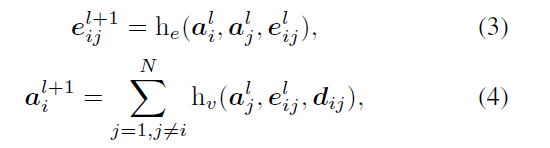 e_{ij}^{l+1} = h_e(a_i^l, a_j^l, e_{ij}^l), (3)
a_i^{l+1} = \sum_{j=1,j\neq i}^{N} h_v(a_j^l, e_{ij}^l, d_{ij}), (4)